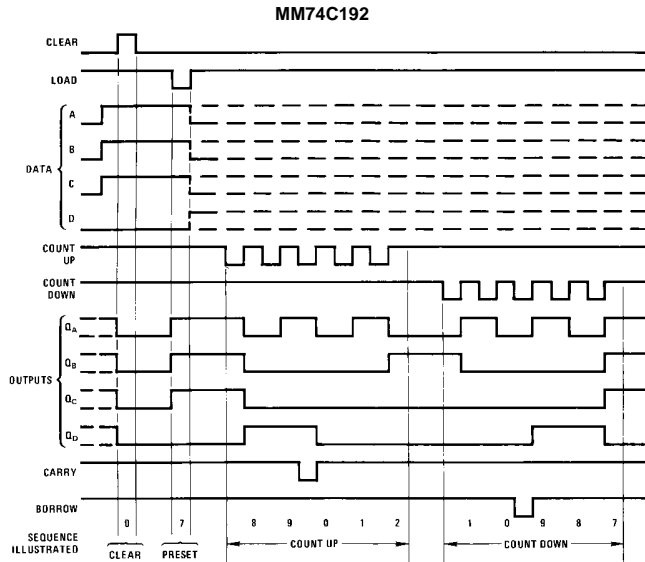 MM74C192
CLEAR
LOAD
A
B
DATA
C
D
COUNT
UP
COUNT
DOWN
QA
QB
OUTPUTS
QC
QD
CARRY
BORROW
0 7 8 9 0 1 2 1 0 9 8 7
SEQUENCE
ILLUSTRATED
CLEAR PRESET COUNT UP COUNT DOWN